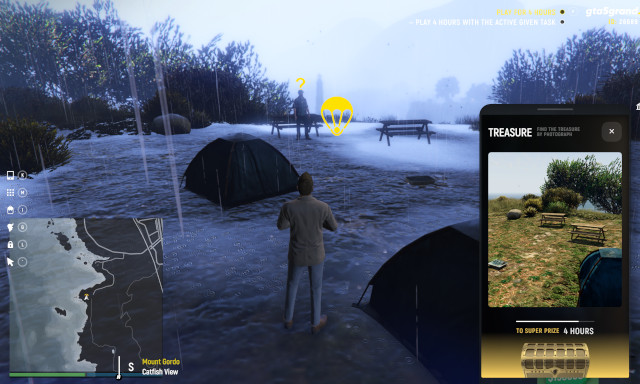 gta5grand
– PLAY 4 HOURS WITH THE ACTIVE GIVEN TASK
?
TREASURE
FIND THE TREASURE
BY PHOTOGRAPH
TO SUPER PRIZE 4 HOURS
K
M
I
L
S
Mount Gordo
Catfish View